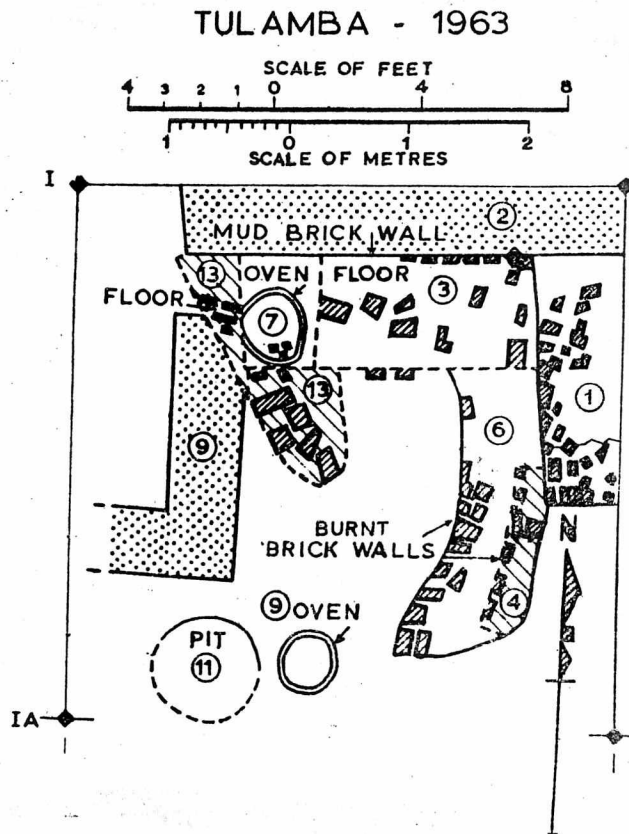 TULAMBA - 1963
SCALE OF FEET
4 3 2 1 0 4 8
1 0 1 2
SCALE OF METRES
I
2
MUD BRICK WALL
13 OVEN FLOOR
3
FLOOR
7
13
1
9
6
BURNT
BRICK WALLS
N
4
9 OVEN
PIT
11
IA